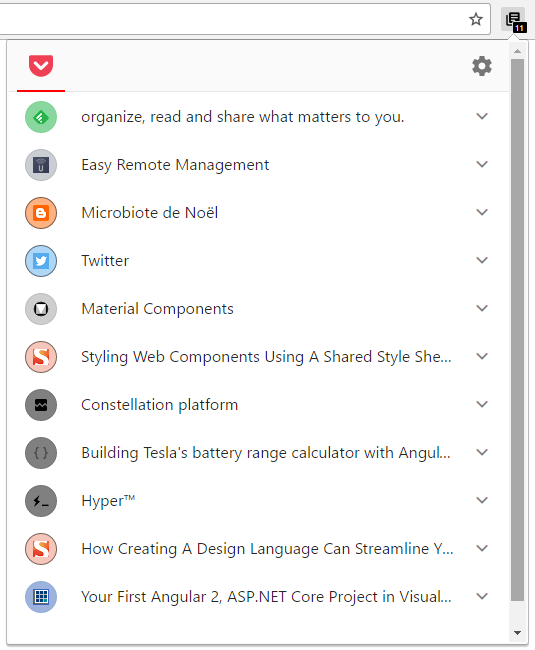 11
organize, read and share what matters to you.
Easy Remote Management
U
Microbiote de Noël
Twitter
Material Components
Styling Web Components Using A Shared Style She...
S
Constellation platform
Building Tesla's battery range calculator with Angul...
{ }
Hyper™
How Creating A Design Language Can Streamline Y...
S
Your First Angular 2, ASP.NET Core Project in Visual...